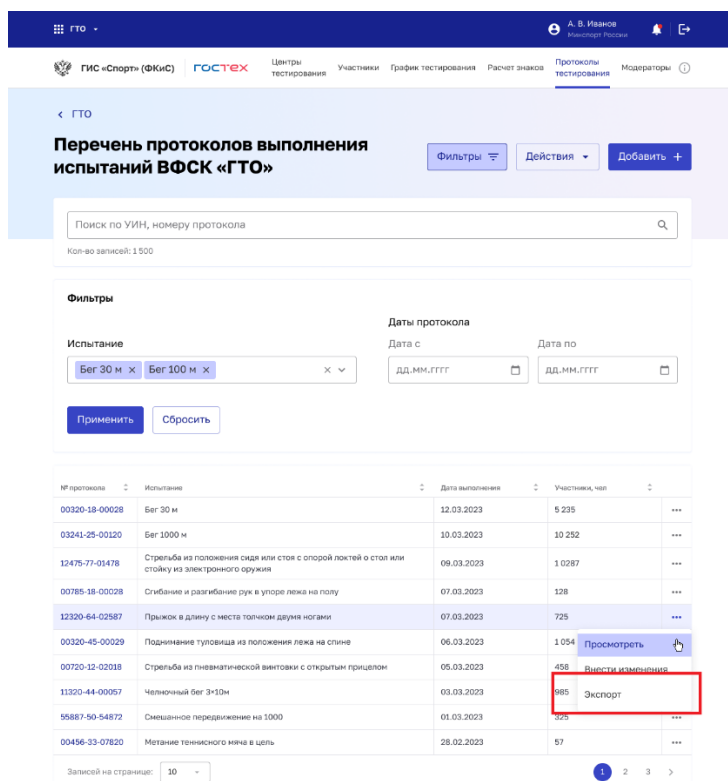 ГТО
А. В. Иванов
Минспорт России
ГИС «Спорт» (ФКиС)
ГОСТЕХ
Центры
тестирования
Участники
График тестирования
Расчет знаков
Протоколы
тестирования
Модераторы
ГТО
Перечень протоколов выполнения
испытаний ВФСК «ГТО»
Фильтры
Действия
Добавить +
Поиск по УИН, номеру протокола
Кол-во записей: 1 500
Фильтры
Даты протокола
Испытание
Дата с
Дата по
Бег 30 м × Бег 100 м ×
дд.мм.гггг
дд.мм.гггг
Применить
Сбросить
№ протокола Испытание Дата выполнения Участники, чел
00320-18-00028 Бег 30 м 12.03.2023 5 235
03241-25-00120 Бег 1000 м 10.03.2023 10 252
12475-77-01478 Стрельба из положения сидя или стоя с опорой локтей о стол или
стойку из электронного оружия 09.03.2023 1 0287
00785-18-00028 Сгибание и разгибание рук в упоре лежа на полу 07.03.2023 128
12320-64-02587 Прыжок в длину с места толчком двумя ногами 07.03.2023 725
00320-45-00029 Поднимание туловища из положения лежа на спине 06.03.2023 1 054
Просмотреть
00720-12-02018 Стрельба из пневматической винтовки с открытым прицелом 05.03.2023 458
Внести изменения
11320-44-00057 Челночный бег 3×10м 03.03.2023 985
Экспорт
55887-50-54872 Смешанное передвижение на 1000 01.03.2023 325
00456-33-07820 Метание теннисного мяча в цель 28.02.2023 57
Записей на странице: 10
1 2 3